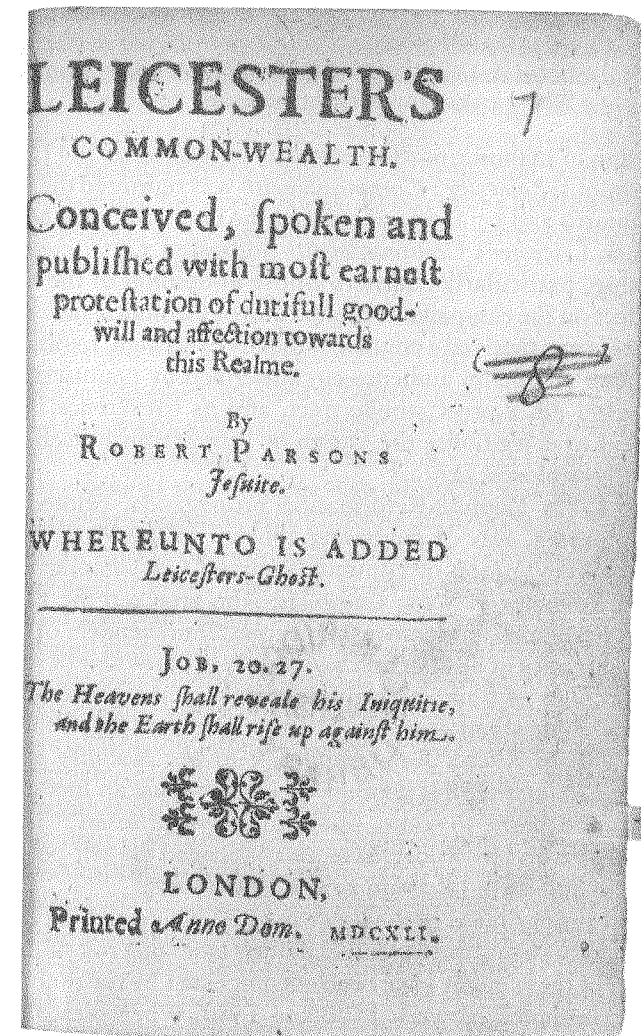 LEICESTER'S
COMMON-WEALTH.
Conceived, ſpoken and
publiſhed with moſt earneſt
proteſtation of dutifull good-
will and affection towards
this Realme.
By
ROBERT PARSONS
Jeſuite.
WHEREUNTO IS ADDED
Leiceſters-Ghoſt.
JOB, 20.27.
The Heavens ſhall reveale his Iniquitie,
and the Earth ſhall riſe up againſt him.
LONDON,
Printed Anno Dom. MDCXLI.